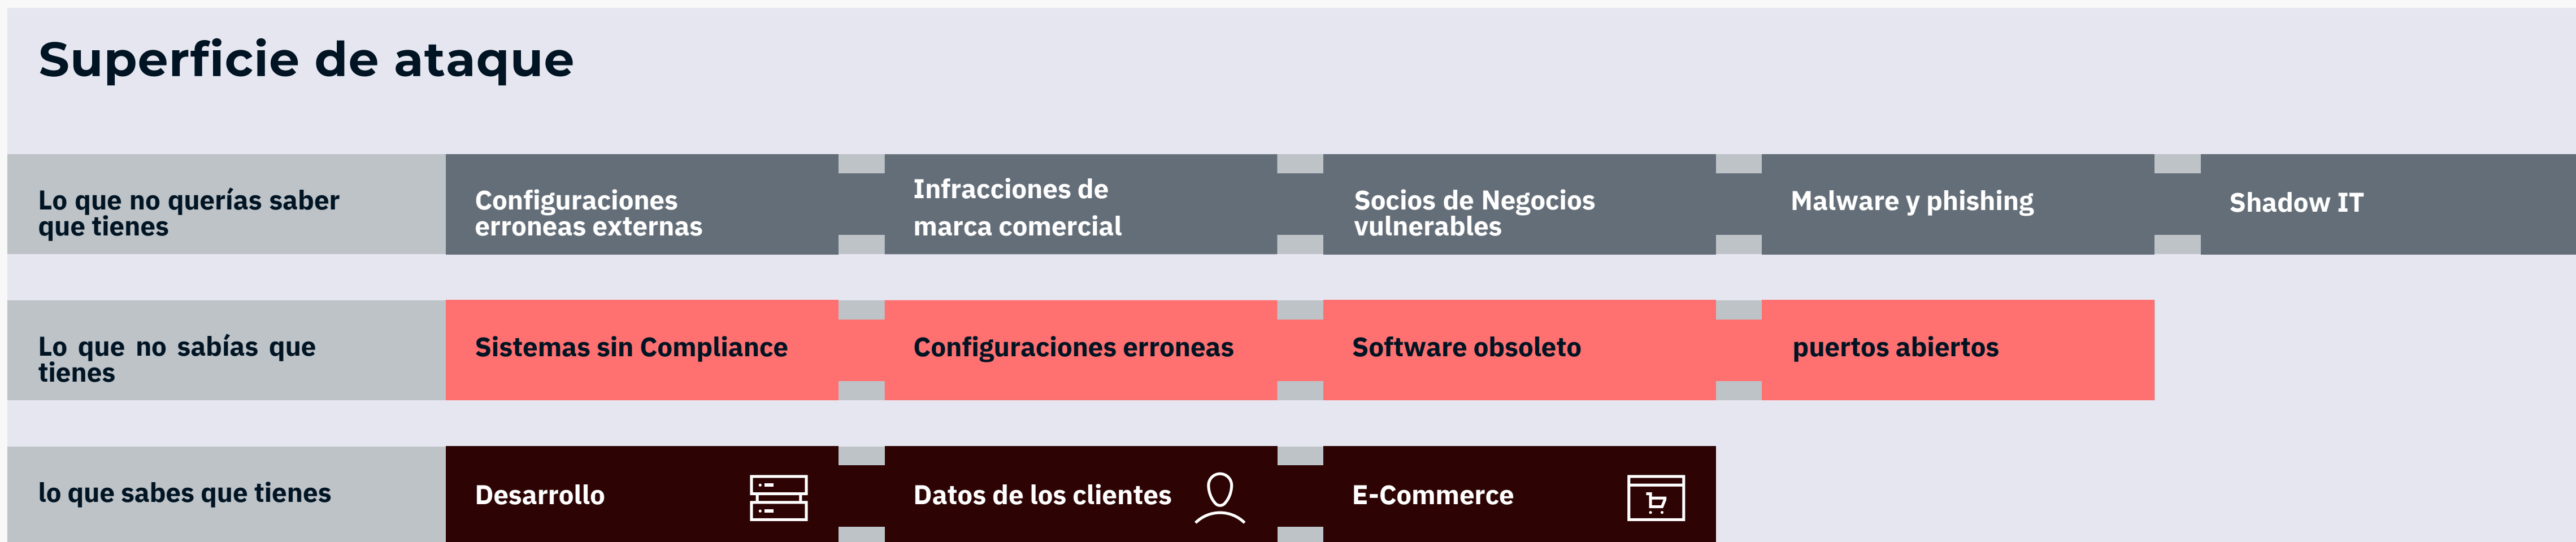 Superficie de ataque
Lo que no querías saber
que tienes
Configuraciones
erroneas externas
Infracciones de
marca comercial
Socios de Negocios
vulnerables
Malware y phishing
Shadow IT
Lo que no sabías que
tienes
Sistemas sin Compliance
Configuraciones erroneas
Software obsoleto
puertos abiertos
lo que sabes que tienes
Desarrollo
Datos de los clientes
E-Commerce